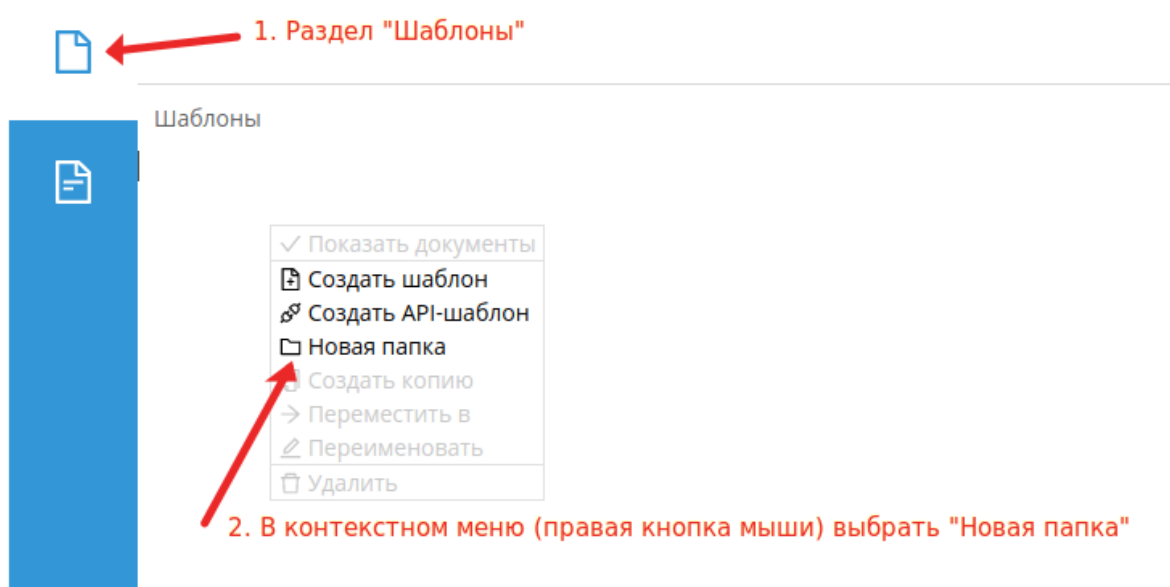 1. Раздел "Шаблоны"
Шаблоны
Показать документы
Создать шаблон
Создать API-шаблон
Новая папка
Создать копию
Переместить в
Переименовать
Удалить
2. В контекстном меню (правая кнопка мыши) выбрать "Новая папка"